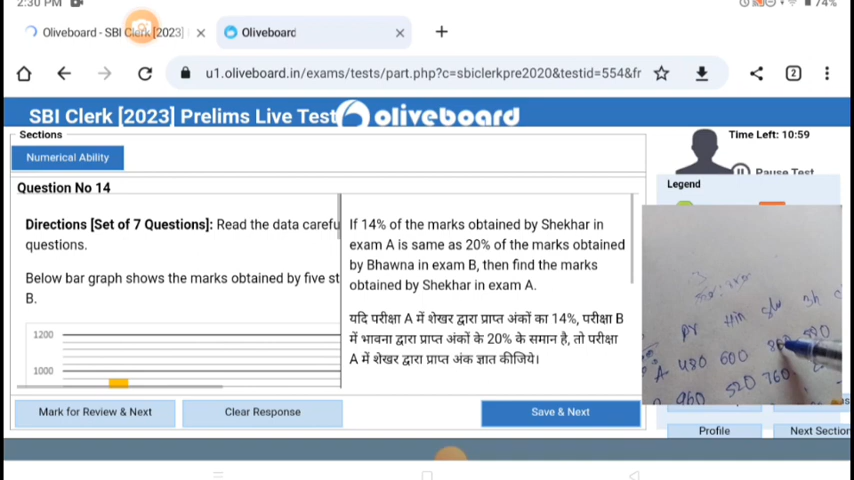 2:30 PM
74%
Oliveboard - SBI Clerk [2023]
Oliveboard
u1.oliveboard.in/exams/tests/part.php?c=sbiclerkpre2020&testid=554&fr
2
SBI Clerk [2023] Prelims Live Test
oliveboard
Sections
Numerical Ability
Time Left: 10:59
Pause Test
Question No 14
Legend
Directions [Set of 7 Questions]: Read the data carefu
questions.
Below bar graph shows the marks obtained by five st
B.
1200
1000
If 14% of the marks obtained by Shekhar in
exam A is same as 20% of the marks obtained
by Bhawna in exam B, then find the marks
obtained by Shekhar in exam A.
यदि परीक्षा A में शेखर द्वारा प्राप्त अंकों का 14%, परीक्षा B
में भावना द्वारा प्राप्त अंकों के 20% के समान है, तो परीक्षा
A में शेखर द्वारा प्राप्त अंक ज्ञात कीजिये।
A 480 600
960 520 760
Mark for Review & Next
Clear Response
Save & Next
Profile
Next Section